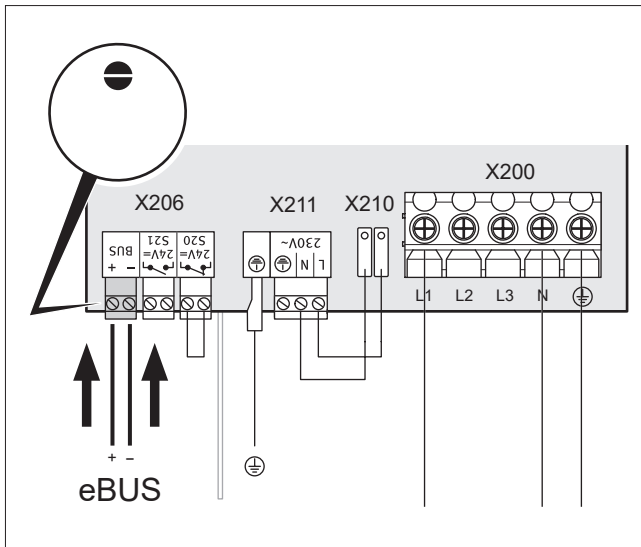 X200
X206 X211 X210
BUS
+ −
24V=
S21
24V=
S20
230V~
N L
L1 L2 L3 N
+ −
eBUS